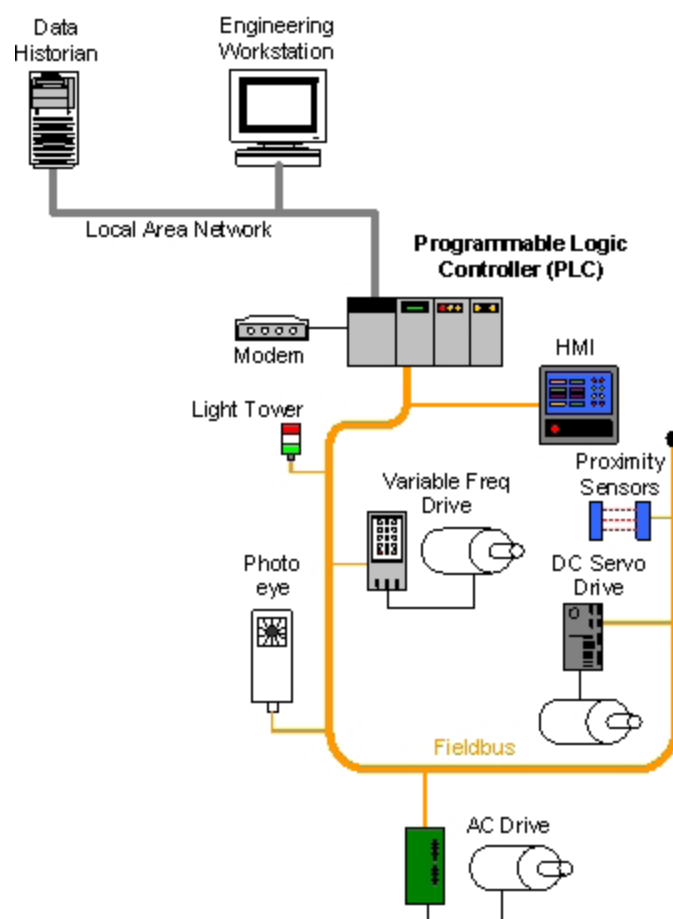 Data
Historian
Engineering
Workstation
Local Area Network
Programmable Logic
Controller (PLC)
Modem
HMI
Light Tower
Proximity
Sensors
Variable Freq
Drive
Photo
eye
DC Servo
Drive
Fieldbus
AC Drive